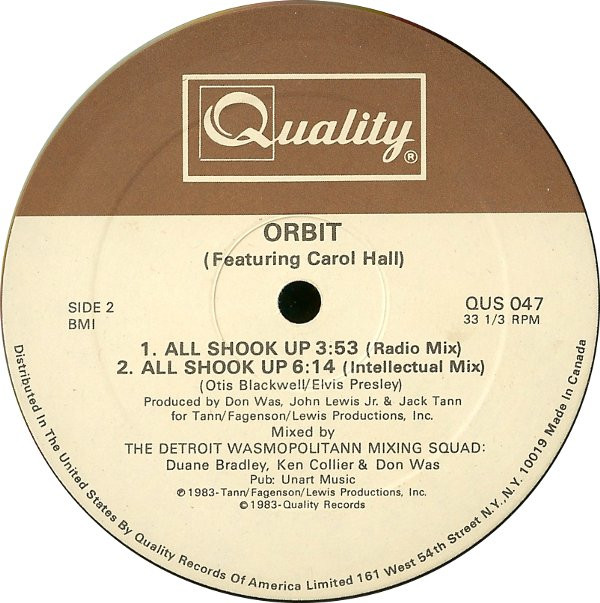 Quality®
ORBIT
(Featuring Carol Hall)
SIDE 2
BMI
QUS 047
33 1/3 RPM
1. ALL SHOOK UP 3:53 (Radio Mix)
2. ALL SHOOK UP 6:14 (Intellectual Mix)
(Otis Blackwell/Elvis Presley)
Produced by Don Was, John Lewis Jr. & Jack Tann
for Tann/Fagenson/Lewis Productions, Inc.
Mixed by
THE DETROIT WASMOPOLITANN MIXING SQUAD:
Duane Bradley, Ken Collier & Don Was
Pub: Unart Music
℗ 1983-Tann/Fagenson/Lewis Productions, Inc.
© 1983-Quality Records
Distributed In The United States By Quality Records Of America Limited 161 West 54th Street N.Y., N.Y. 10019 Made In Canada